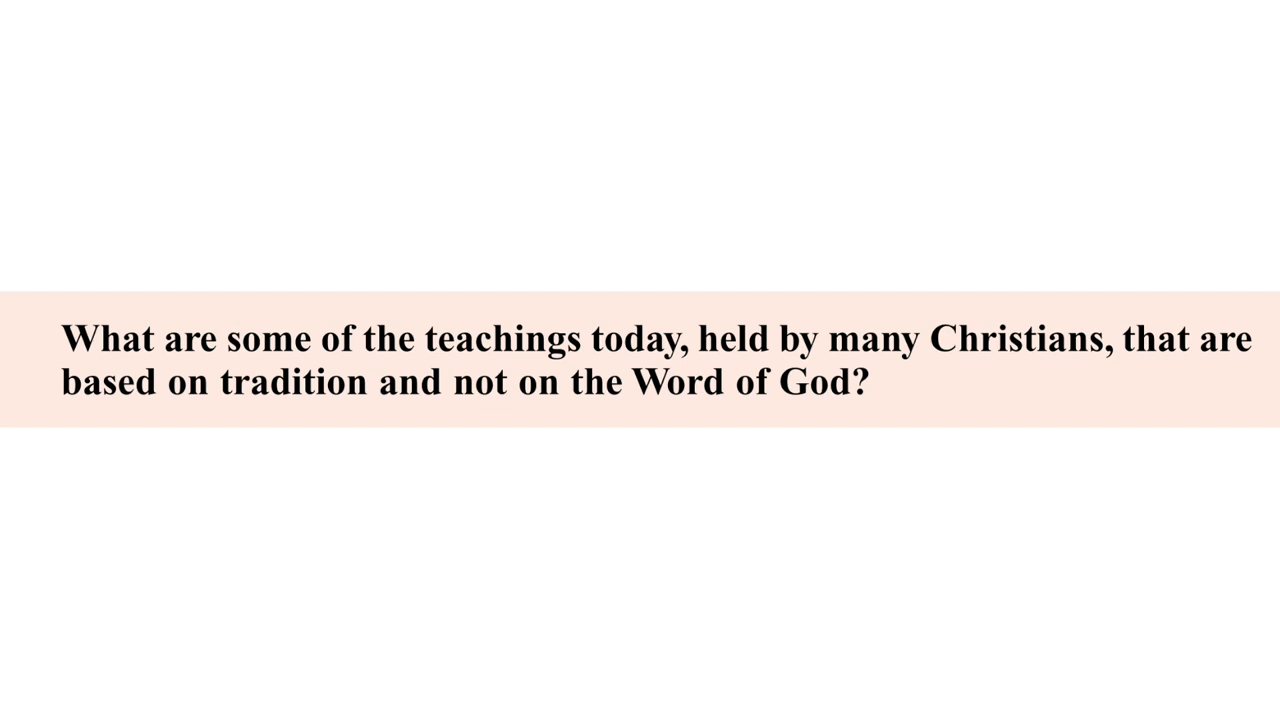 What are some of the teachings today, held by many Christians, that are
based on tradition and not on the Word of God?